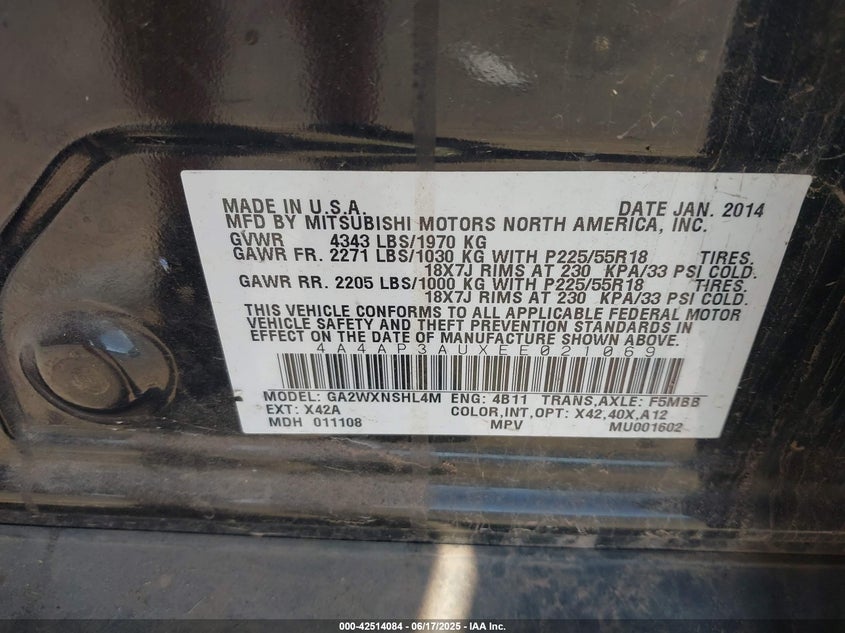 MADE IN U.S.A. DATE JAN. 2014
MFD BY MITSUBISHI MOTORS NORTH AMERICA, INC.
GVWR 4343 LBS/1970 KG
GAWR FR. 2271 LBS/1030 KG WITH P225/55R18 TIRES.
18X7J RIMS AT 230 KPA/33 PSI COLD.
GAWR RR. 2205 LBS/1000 KG WITH P225/55R18 TIRES.
18X7J RIMS AT 230 KPA/33 PSI COLD.
THIS VEHICLE CONFORMS TO ALL APPLICABLE FEDERAL MOTOR
VEHICLE SAFETY AND THEFT PREVENTION STANDARDS IN
EFFECT ON THE DATE OF MANUFACTURE SHOWN ABOVE.
4A4AP3AUXEE021069
MODEL: GA2WXNSHL4M ENG: 4B11 TRANS,AXLE: F5MBB
EXT: X42A COLOR,INT,OPT: X42,40X,A12
MDH 011108 MPV MU001602
000-42514084 - 06/17/2025 - IAA Inc.